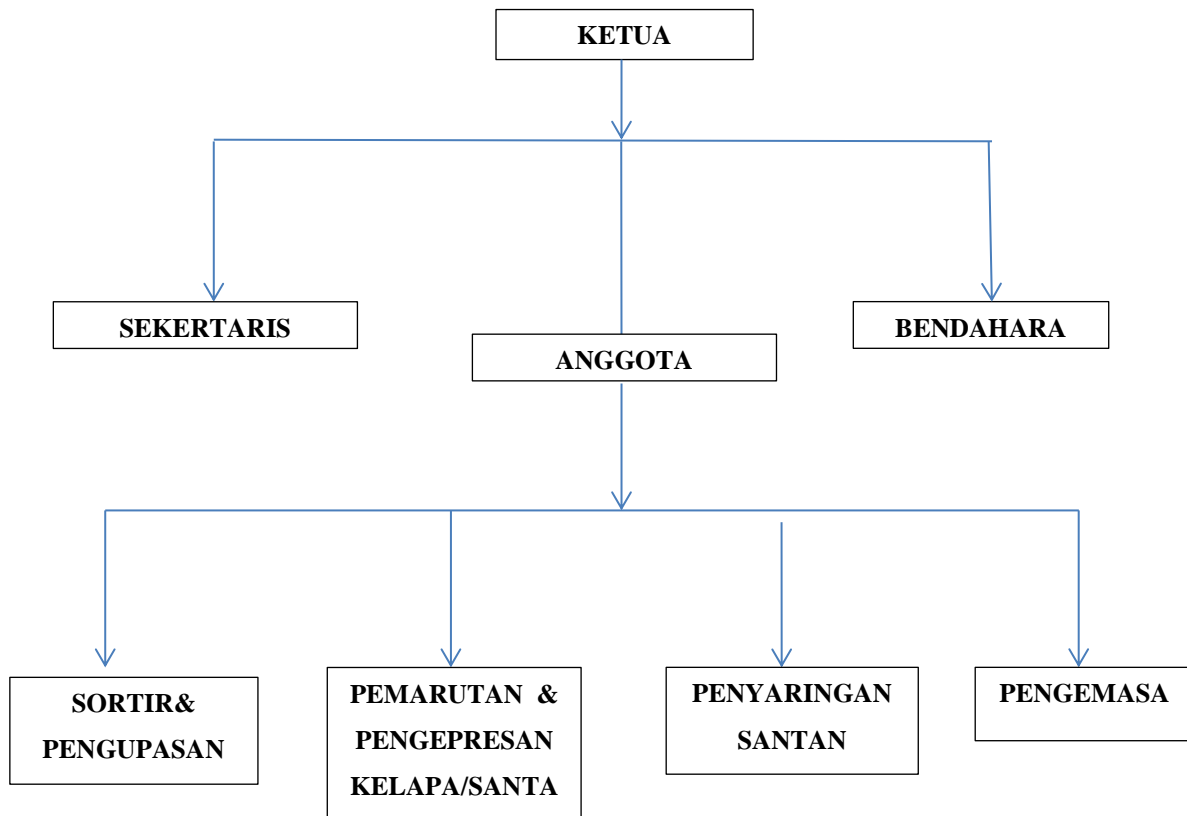 KETUA
SEKERTARIS
BENDAHARA
ANGGOTA
SORTIR&
PENGUPASAN
PEMARUTAN &
PENGEPRESAN
KELAPA/SANTA
PENYARINGAN
SANTAN
PENGEMASA